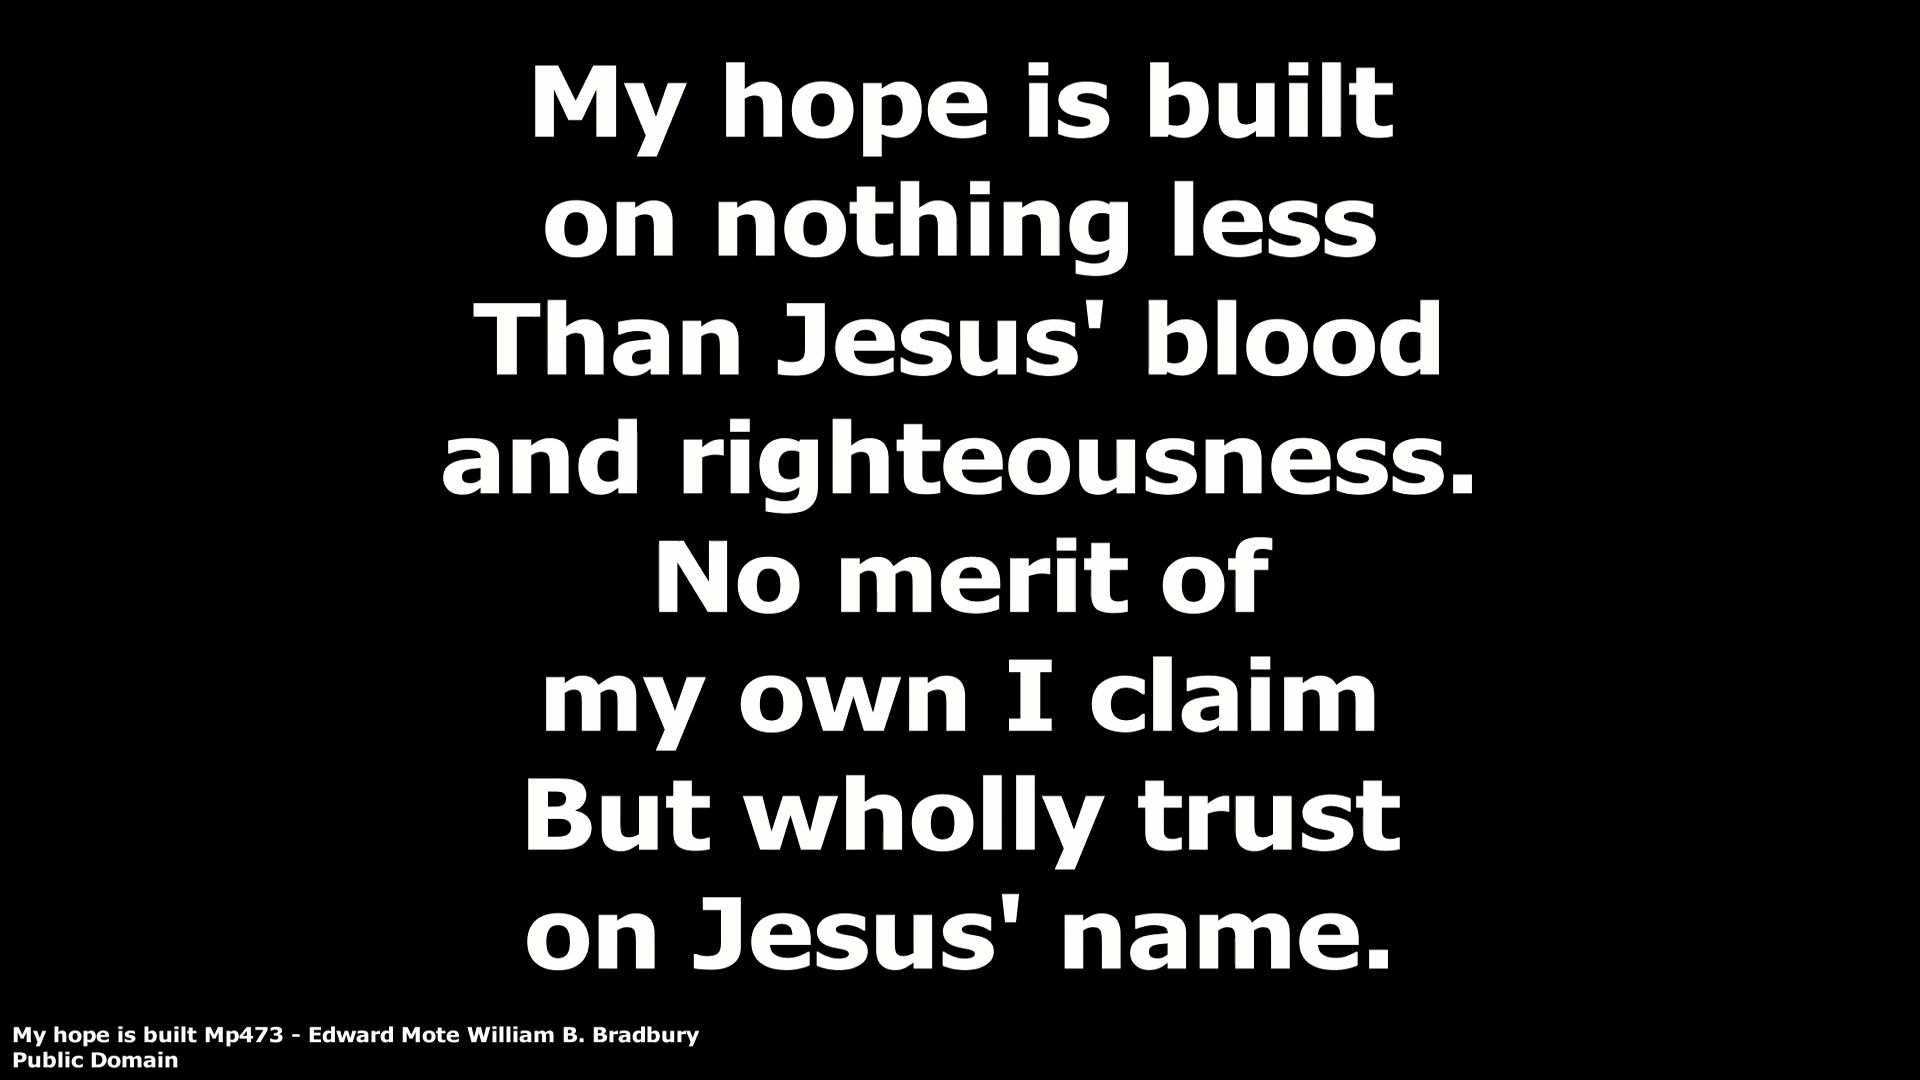 My hope is built
on nothing less
Than Jesus' blood
and righteousness.
No merit of
my own I claim
But wholly trust
on Jesus' name.
My hope is built Mp473 - Edward Mote William B. Bradbury
Public Domain